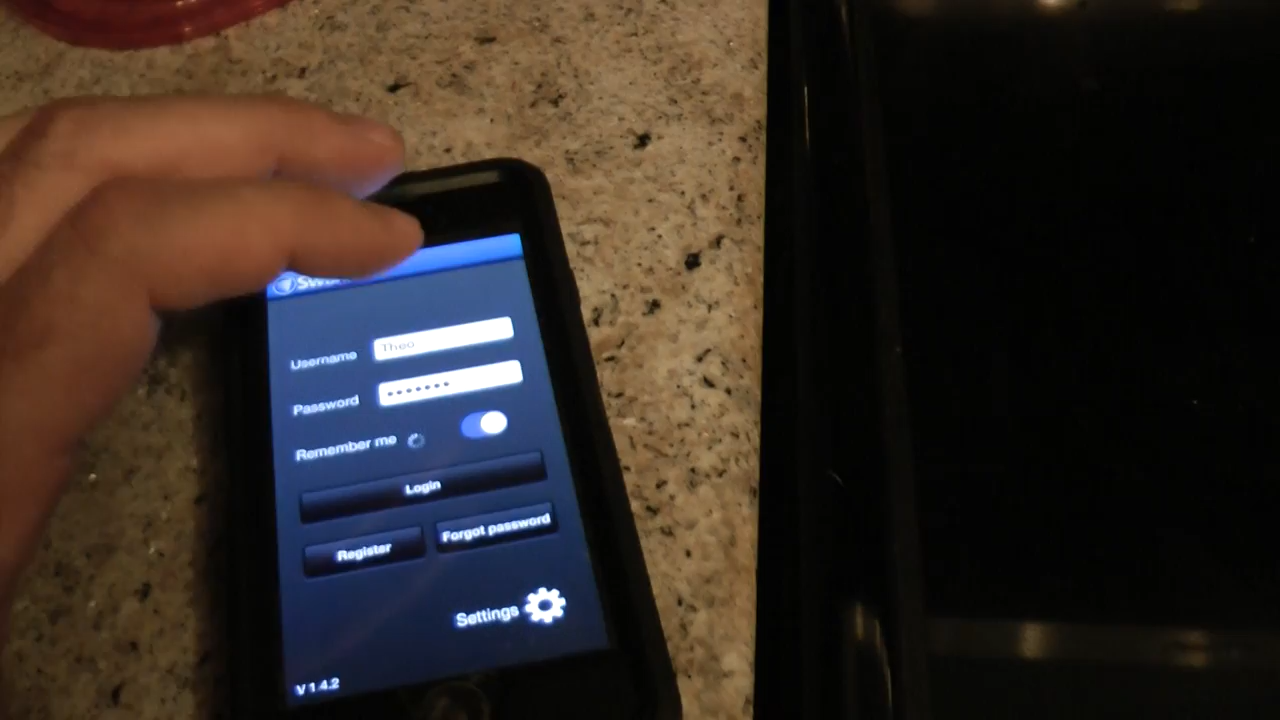 Username Theo
Password •••••••
Remember me
Login
Register Forgot password
Settings
V 1.4.2